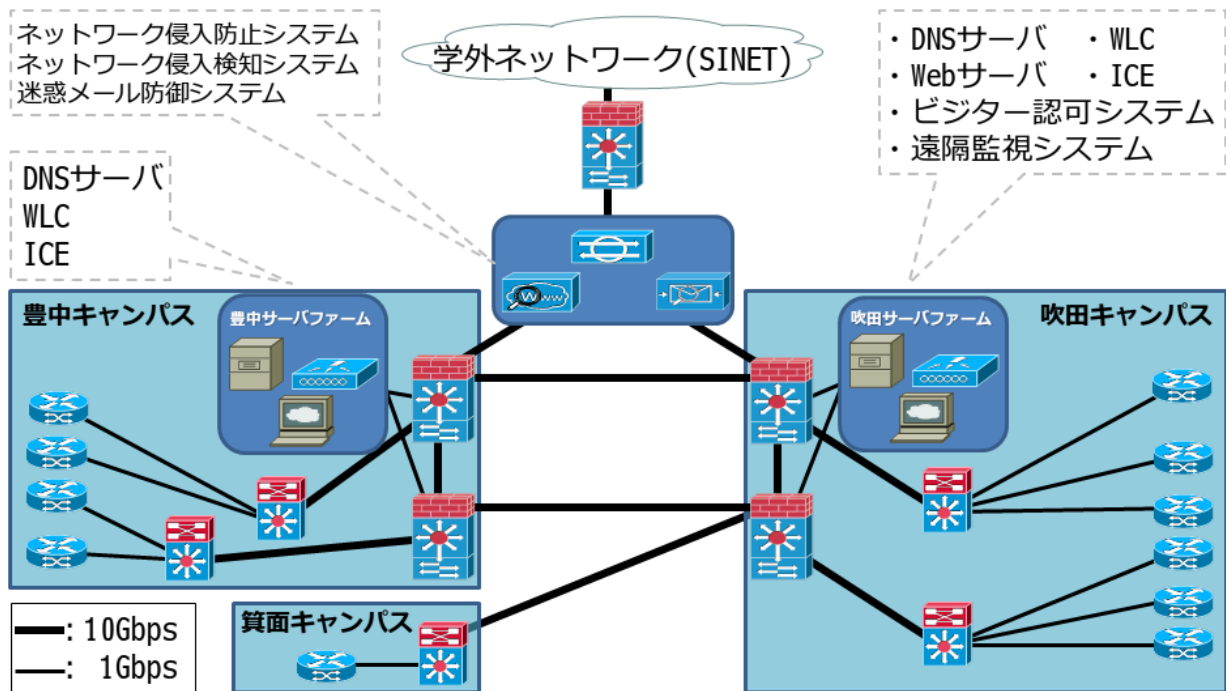 ネットワーク侵入防止システム
ネットワーク侵入検知システム
迷惑メール防御システム
学外ネットワーク(SINET)
・DNSサーバ ・WLC
・Webサーバ ・ICE
・ビジター認可システム
・遠隔監視システム
DNSサーバ
WLC
ICE
Www
豊中キャンパス
豊中サーバファーム
吹田サーバファーム
吹田キャンパス
箕面キャンパス
: 10Gbps
: 1Gbps